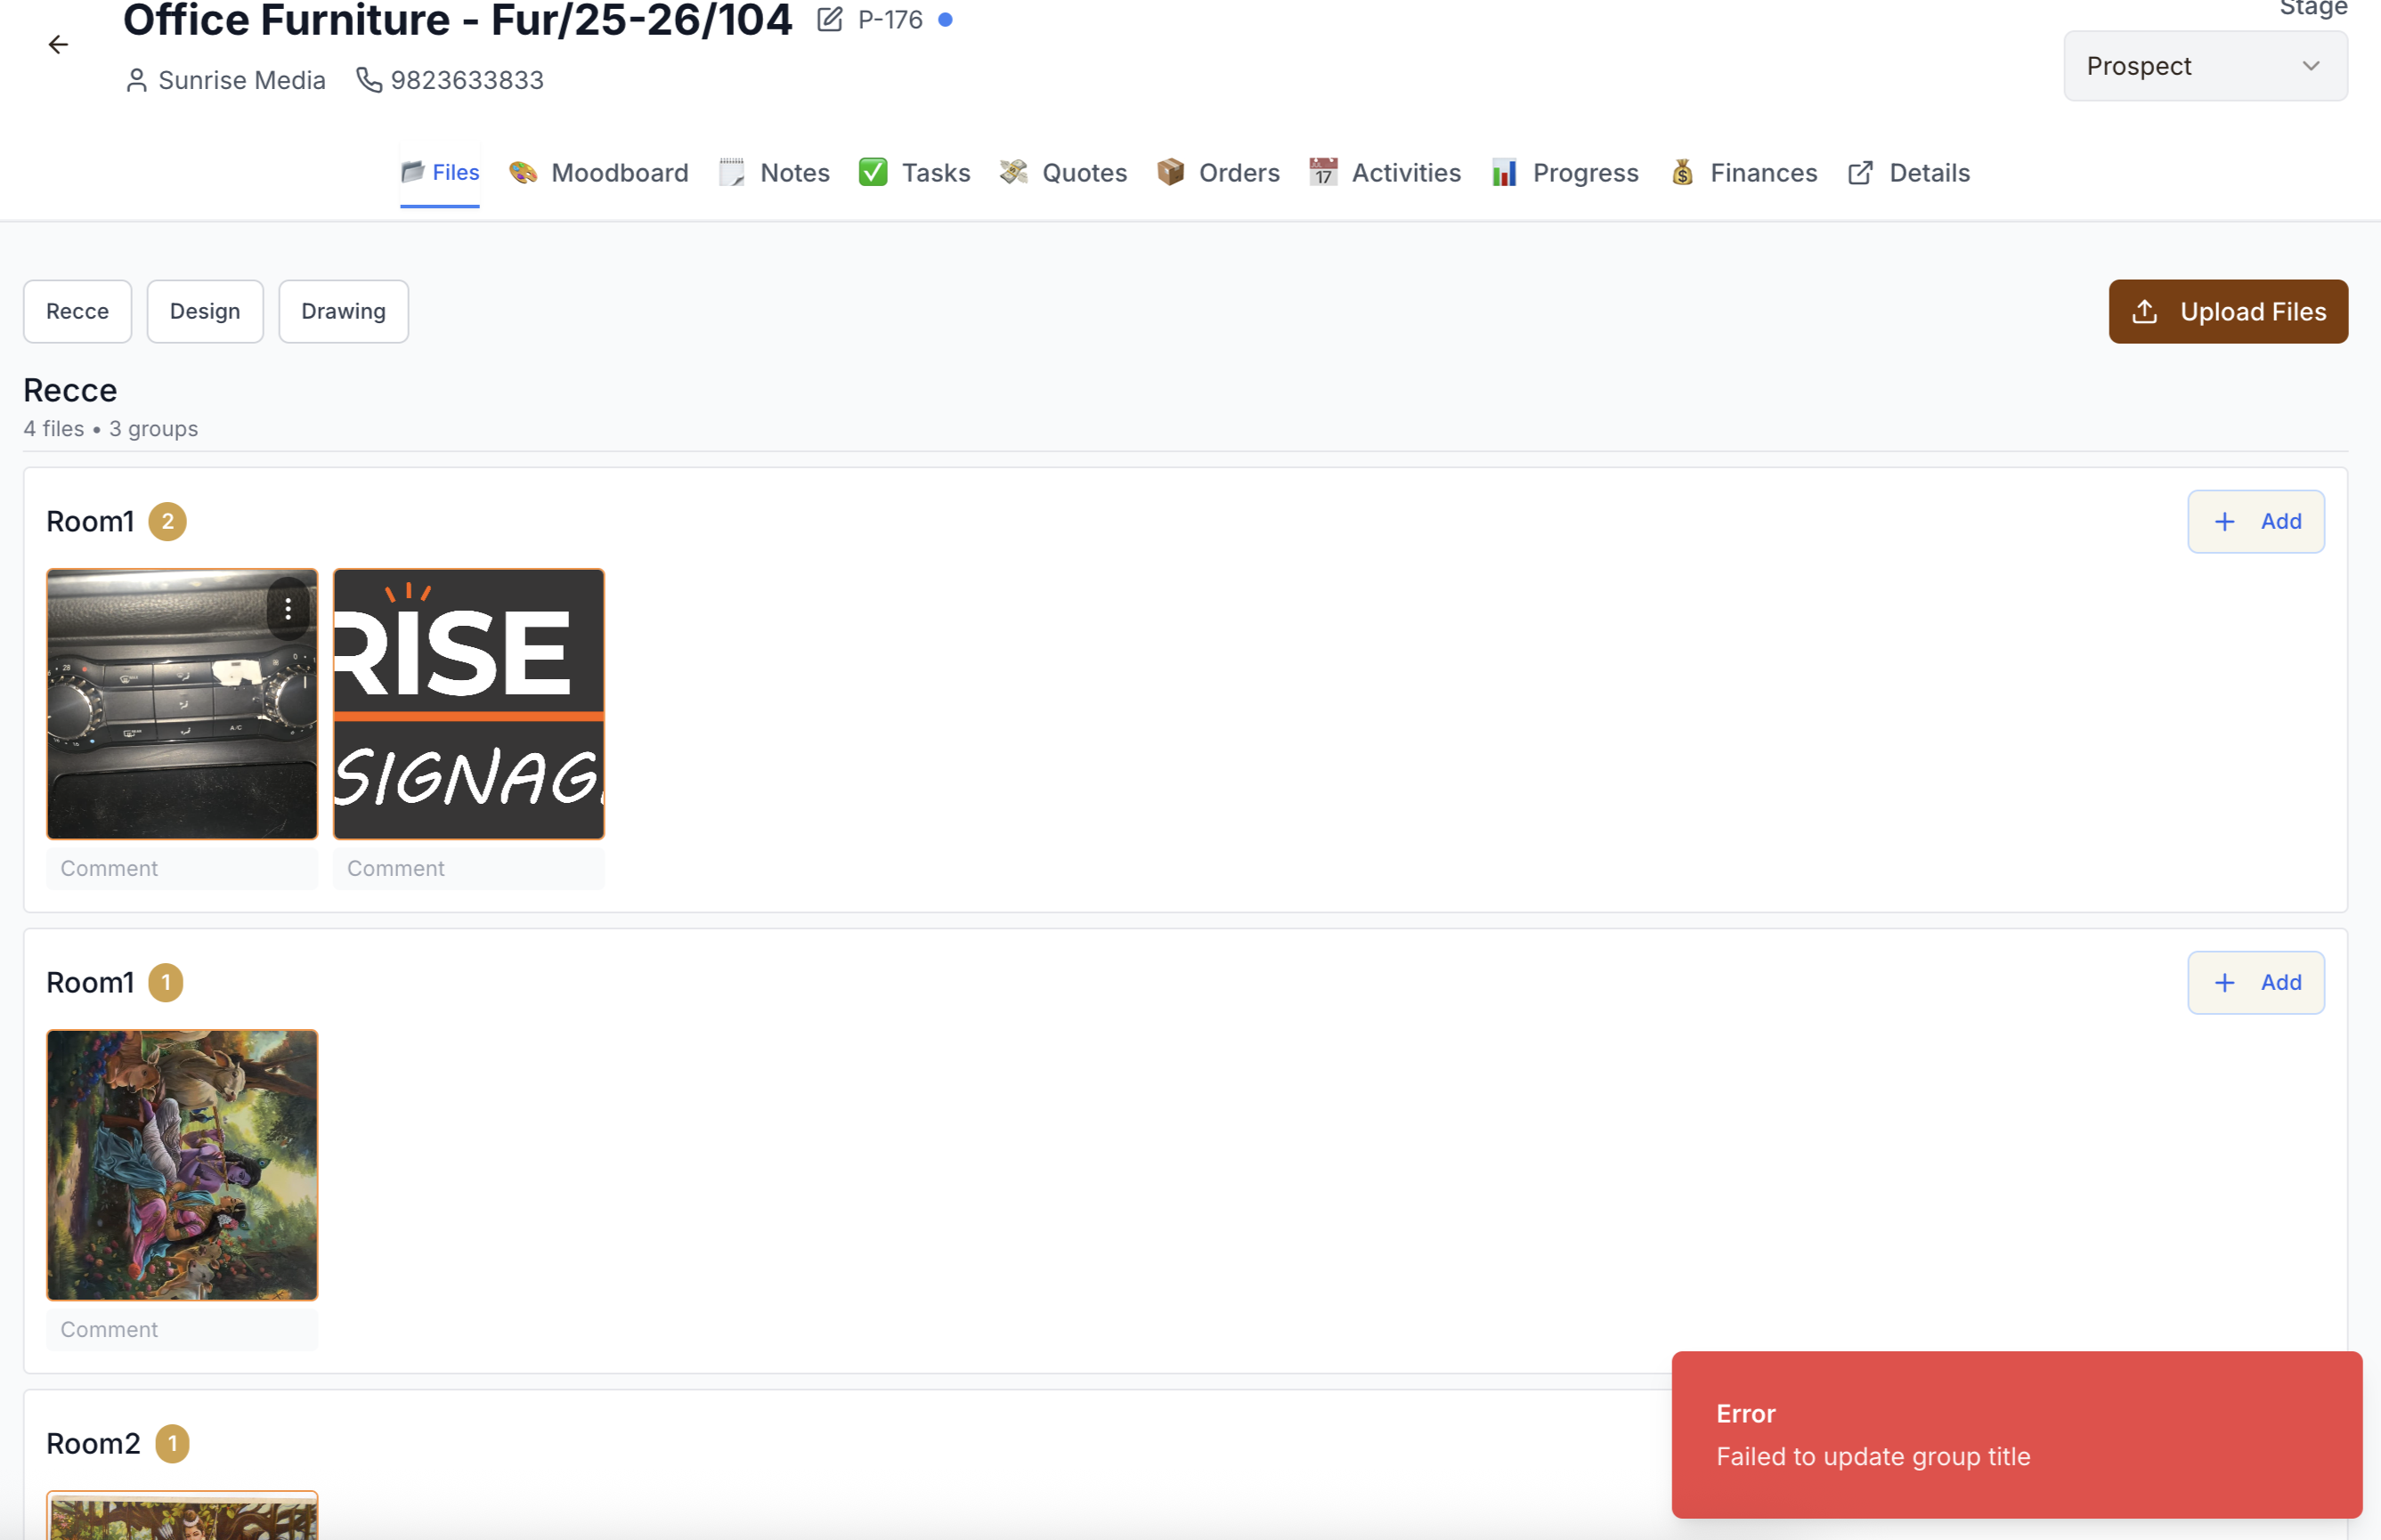 Office Furniture - Fur/25-26/104 P-176
Stage
Sunrise Media 9823633833
Prospect
Files Moodboard Notes Tasks Quotes Orders 17 Activities Progress Finances Details
Recce Design Drawing Upload Files
Recce
4 files • 3 groups
Room1 2 + Add
RISE
SIGNAG
28
A/C
Comment Comment
Room1 1 + Add
Comment
Room2 1
Error
Failed to update group title